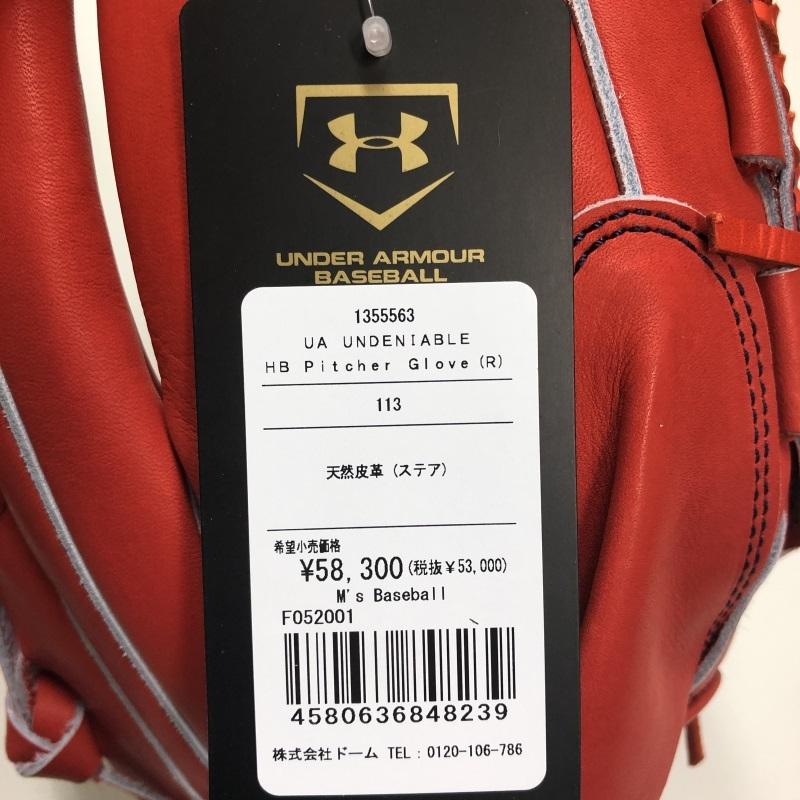 UNDER ARMOUR
BASEBALL
1355563
UA UNDENIABLE
HB Pitcher Glove(R)
113
天然皮革(ステア)
希望小売価格
¥58,300(税抜¥53,000)
M's Baseball
F052001
4580636848239
株式会社ドーム TEL:0120-106-786